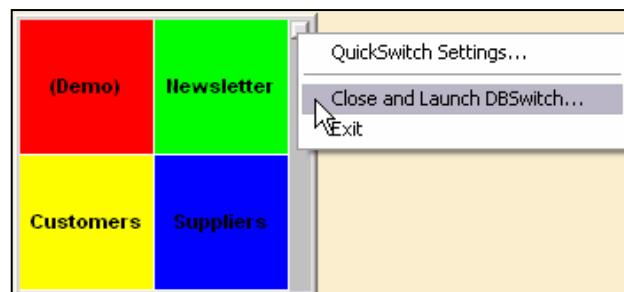 (Demo) Newsletter
Customers Suppliers
QuickSwitch Settings...
Close and Launch DBSwitch...
Exit